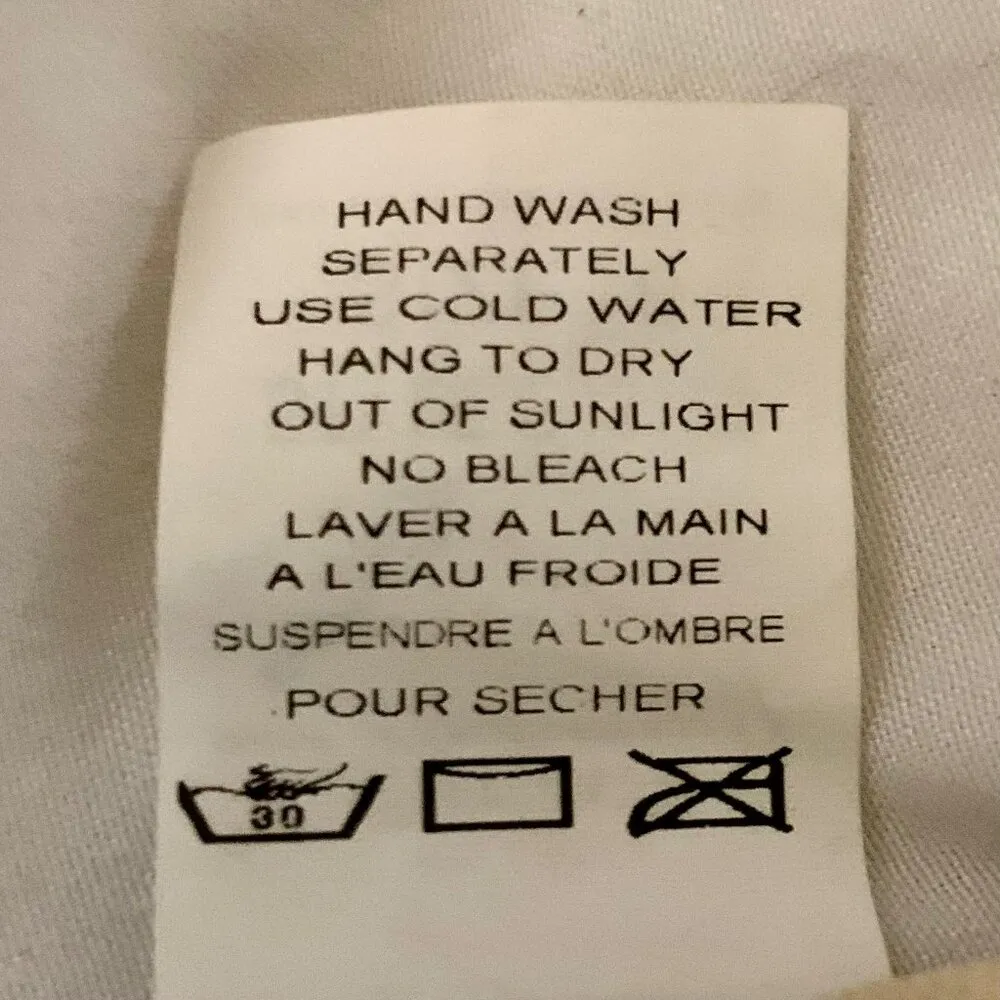 HAND WASH
SEPARATELY
USE COLD WATER
HANG TO DRY
OUT OF SUNLIGHT
NO BLEACH
LAVER A LA MAIN
A L'EAU FROIDE
SUSPENDRE A L'OMBRE
POUR SECHER
30